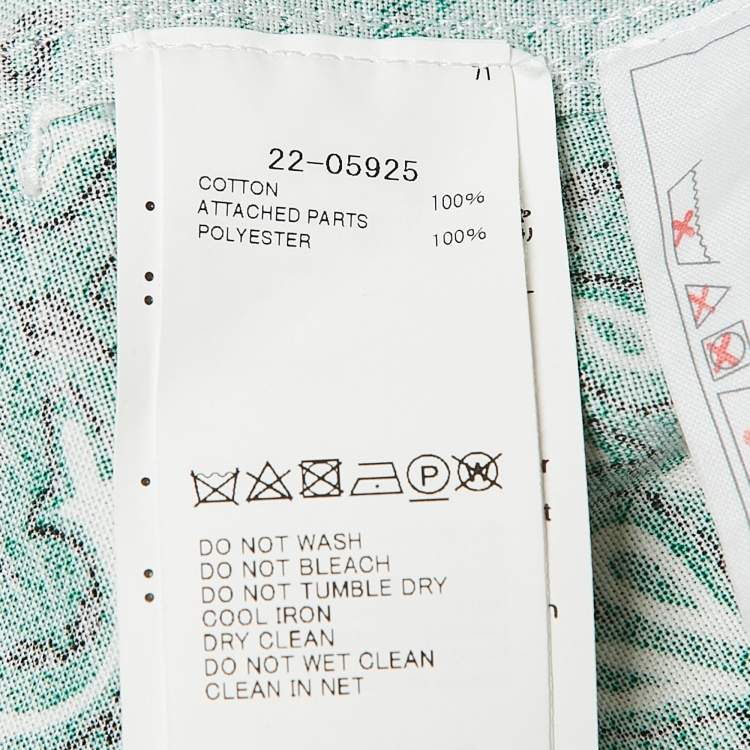 22-05925
COTTON 100%
ATTACHED PARTS
POLYESTER 100%
P
W
DO NOT WASH
DO NOT BLEACH
DO NOT TUMBLE DRY
COOL IRON
DRY CLEAN
DO NOT WET CLEAN
CLEAN IN NET